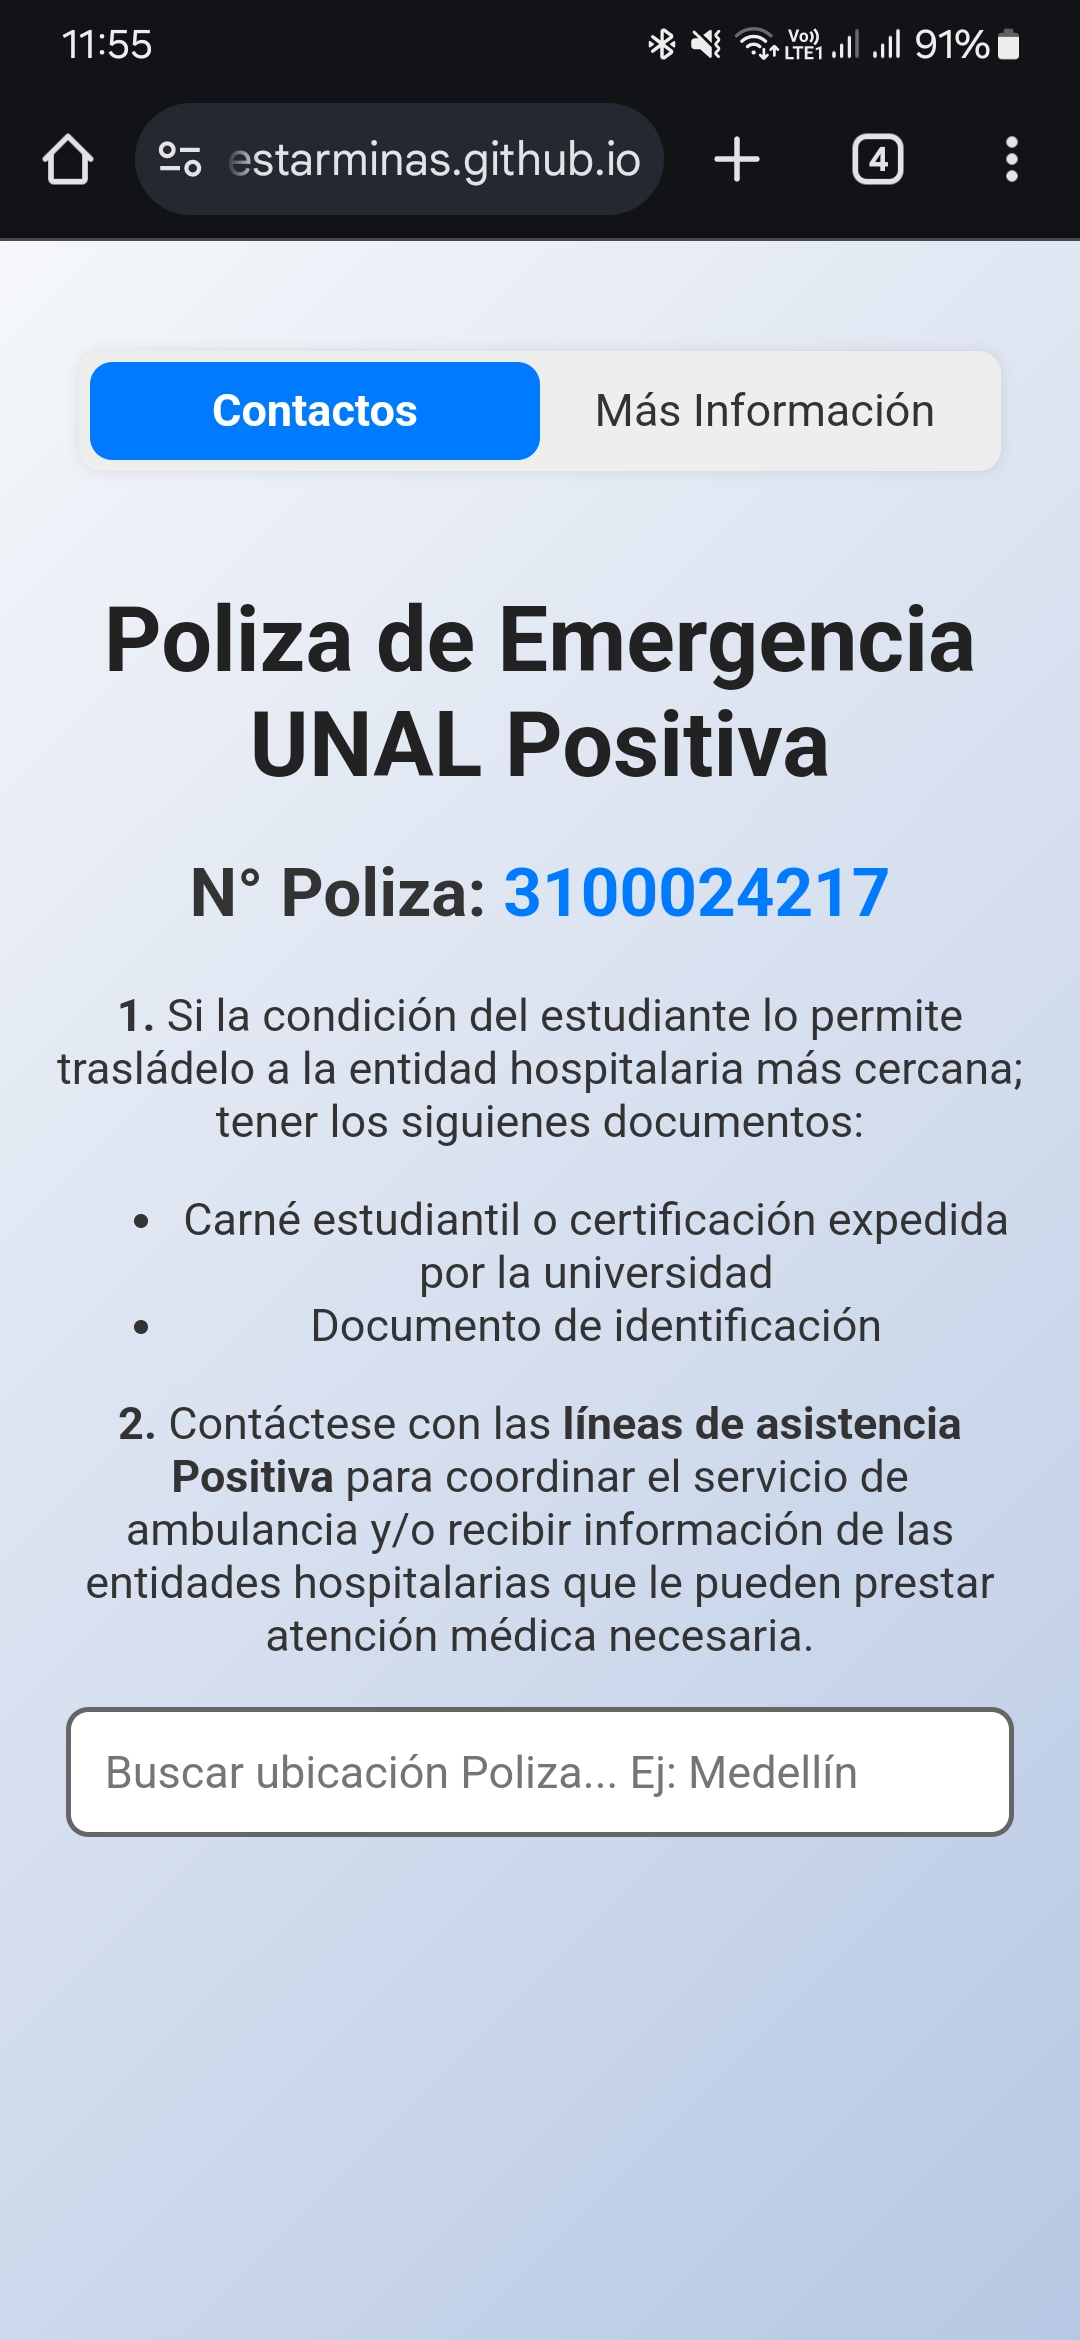 11:55
Vo))
LTE1
91%
estarminas.github.io
4
Contactos
Más Información
Poliza de Emergencia
UNAL Positiva
N° Poliza: 3100024217
1. Si la condición del estudiante lo permite
trasládelo a la entidad hospitalaria más cercana;
tener los siguienes documentos:
• Carné estudiantil o certificación expedida
por la universidad
• Documento de identificación
2. Contáctese con las líneas de asistencia
Positiva para coordinar el servicio de
ambulancia y/o recibir información de las
entidades hospitalarias que le pueden prestar
atención médica necesaria.
Buscar ubicación Poliza... Ej: Medellín